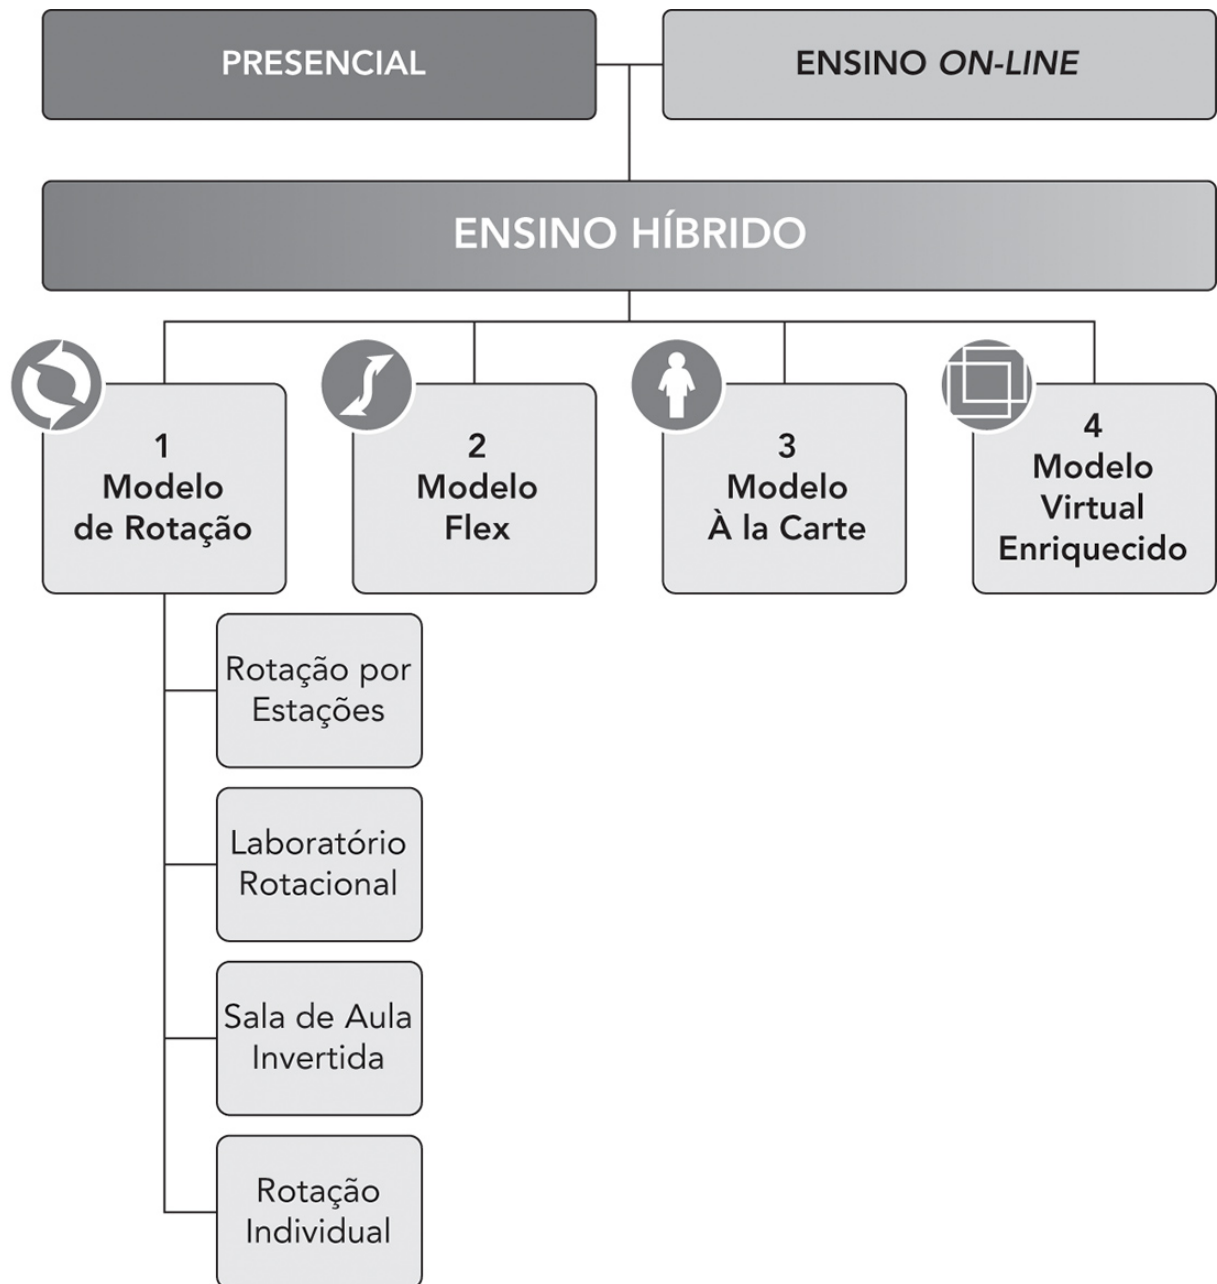 PRESENCIAL
ENSINO ON-LINE
ENSINO HÍBRIDO
1
Modelo
de Rotação
2
Modelo
Flex
3
Modelo
À la Carte
4
Modelo
Virtual
Enriquecido
Rotação por
Estações
Laboratório
Rotacional
Sala de Aula
Invertida
Rotação
Individual